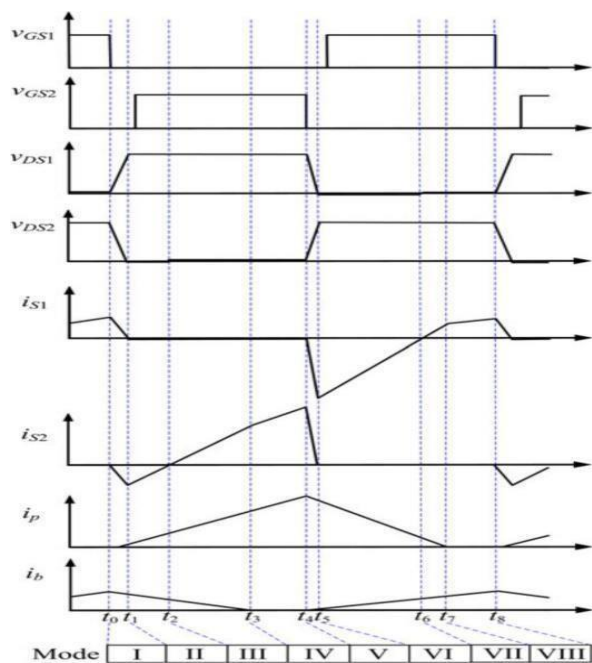 vGS1
vGS2
vDS1
vDS2
iS1
iS2
ip
ib
t0 t1 t2 t3 t4 t5 t6 t7 t8
Mode I II III IV V VI VII VIII